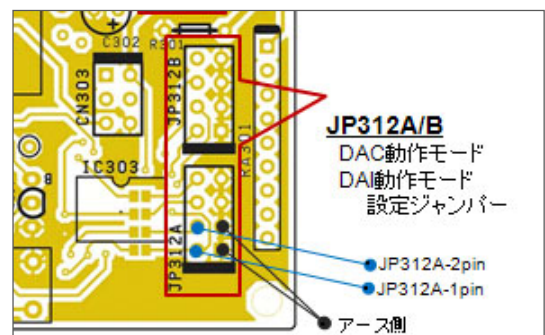 C302
R301
CN303
JP312B
JP312A/B
DAC動作モード
DAI動作モード
設定ジャンパー
RA301
IC303
B
JP312A
JP312A-2pin
JP312A-1pin
アース側